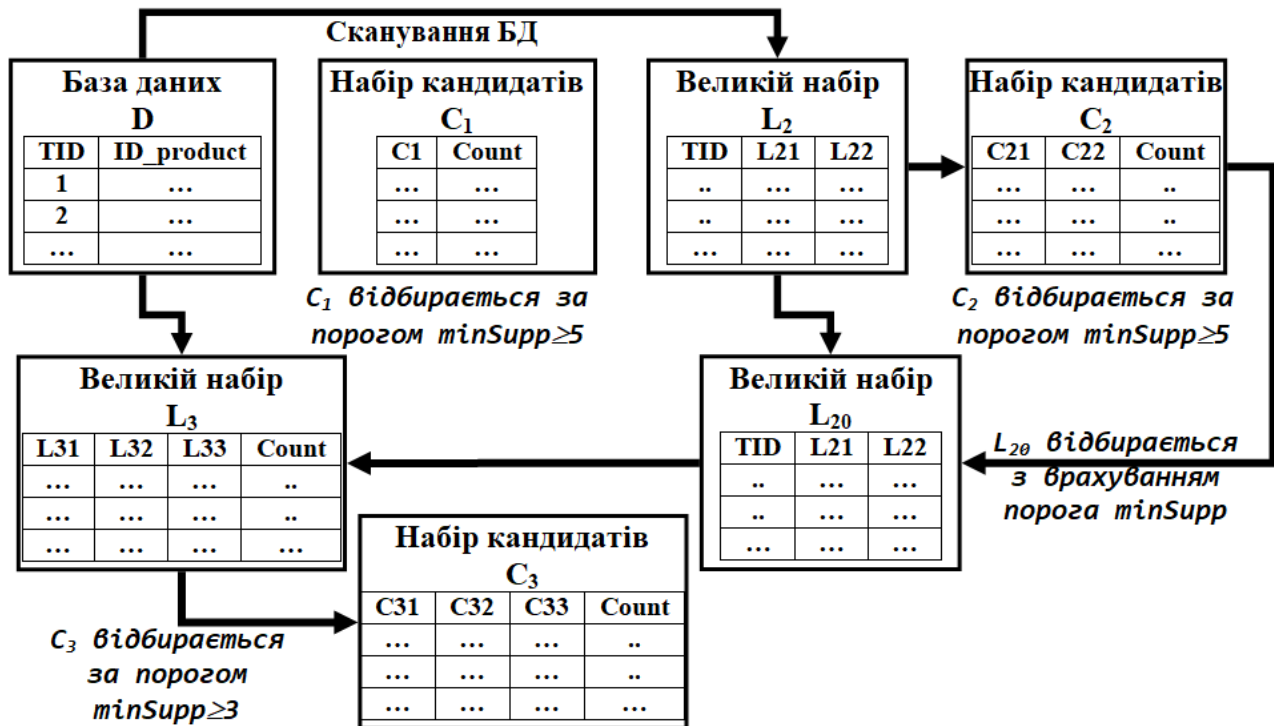 Сканування БД
База даних
D
TID ID_product
1 …
2 …
… …
Набір кандидатів
C₁
C1 Count
… …
… …
… …
C₁ відбирається за
порогом minSupp≥5
Великій набір
L₂
TID L21 L22
.. … …
.. … …
… … …
Набір кандидатів
C₂
C21 C22 Count
… … ..
… … ..
… … …
C₂ відбирається за
порогом minSupp≥5
Великій набір
L₃
L31 L32 L33 Count
… … … ..
… … … ..
… … … …
Великій набір
L₂₀
TID L21 L22
.. … …
.. … …
… … …
L₂₀ відбирається
з врахуванням
порога minSupp
Набір кандидатів
C₃
C31 C32 C33 Count
… … … ..
… … … ..
… … … …
C₃ відбирається
за порогом
minSupp≥3